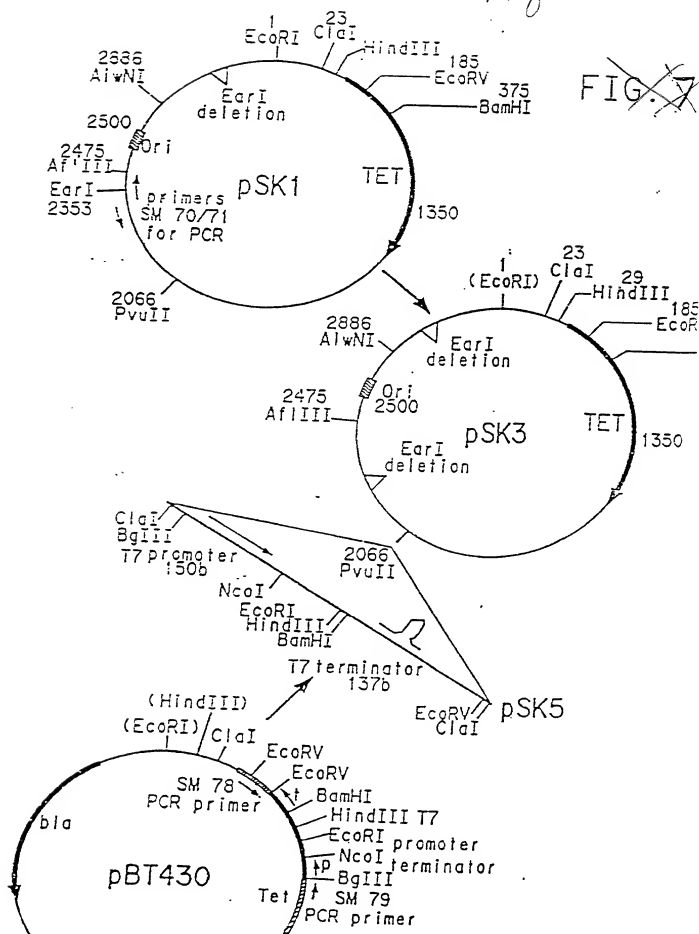 FIG. 7
1
EcoRI
23
ClaI
HindIII
185
EcoRV
375
BamHI
2686
AlwNI
EarI
deletion
2500
Ori
2475
AflIII
EarI
2353
primers
SM 70/71
for PCR
pSK1
TET
1350
2066
PvuII
1
(EcoRI)
23
ClaI
29
HindIII
185
EcoR
2886
AlwNI
EarI
deletion
Ori
2500
2475
AflIII
pSK3
TET
1350
EarI
deletion
2066
PvuII
ClaI
BglII
T7 promoter
150b
NcoI
EcoRI
HindIII
BamHI
T7 terminator
137b
EcoRV
ClaI
pSK5
(HindIII)
(EcoRI)
ClaI
EcoRV
EcoRV
SM 78
PCR primer
t
BamHI
HindIII T7
EcoRI promoter
NcoI terminator
p
BglII
bla
pBT430
Tet
SM 79
PCR primer